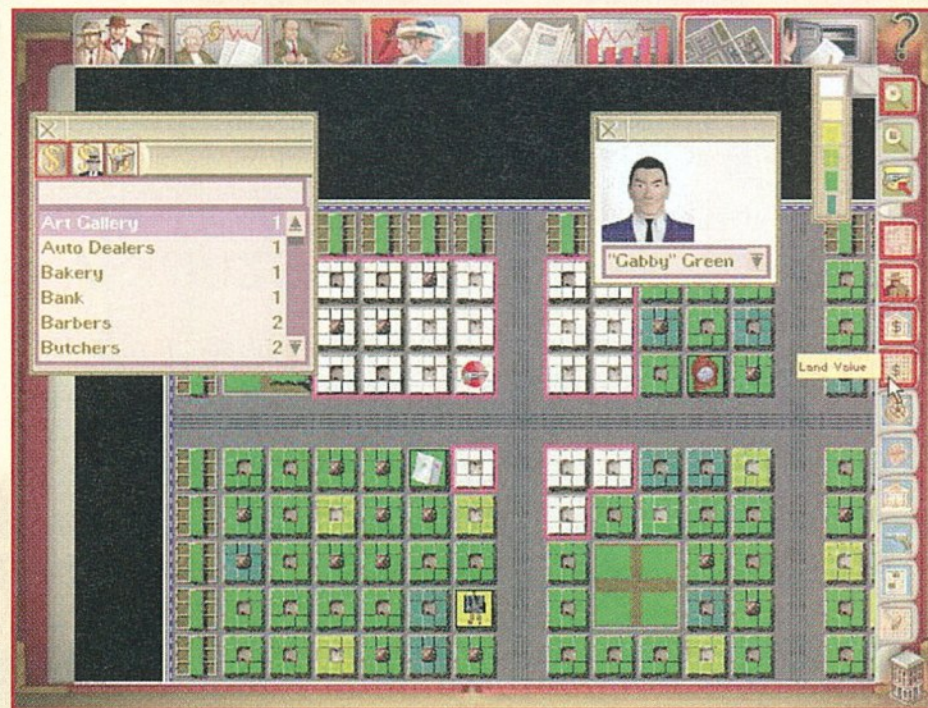 ?
Art Gallery 1
Auto Dealers 1
Bakery 1
Bank 1
Barbers 2
Butchers 2
"Gabby" Green
Land Value